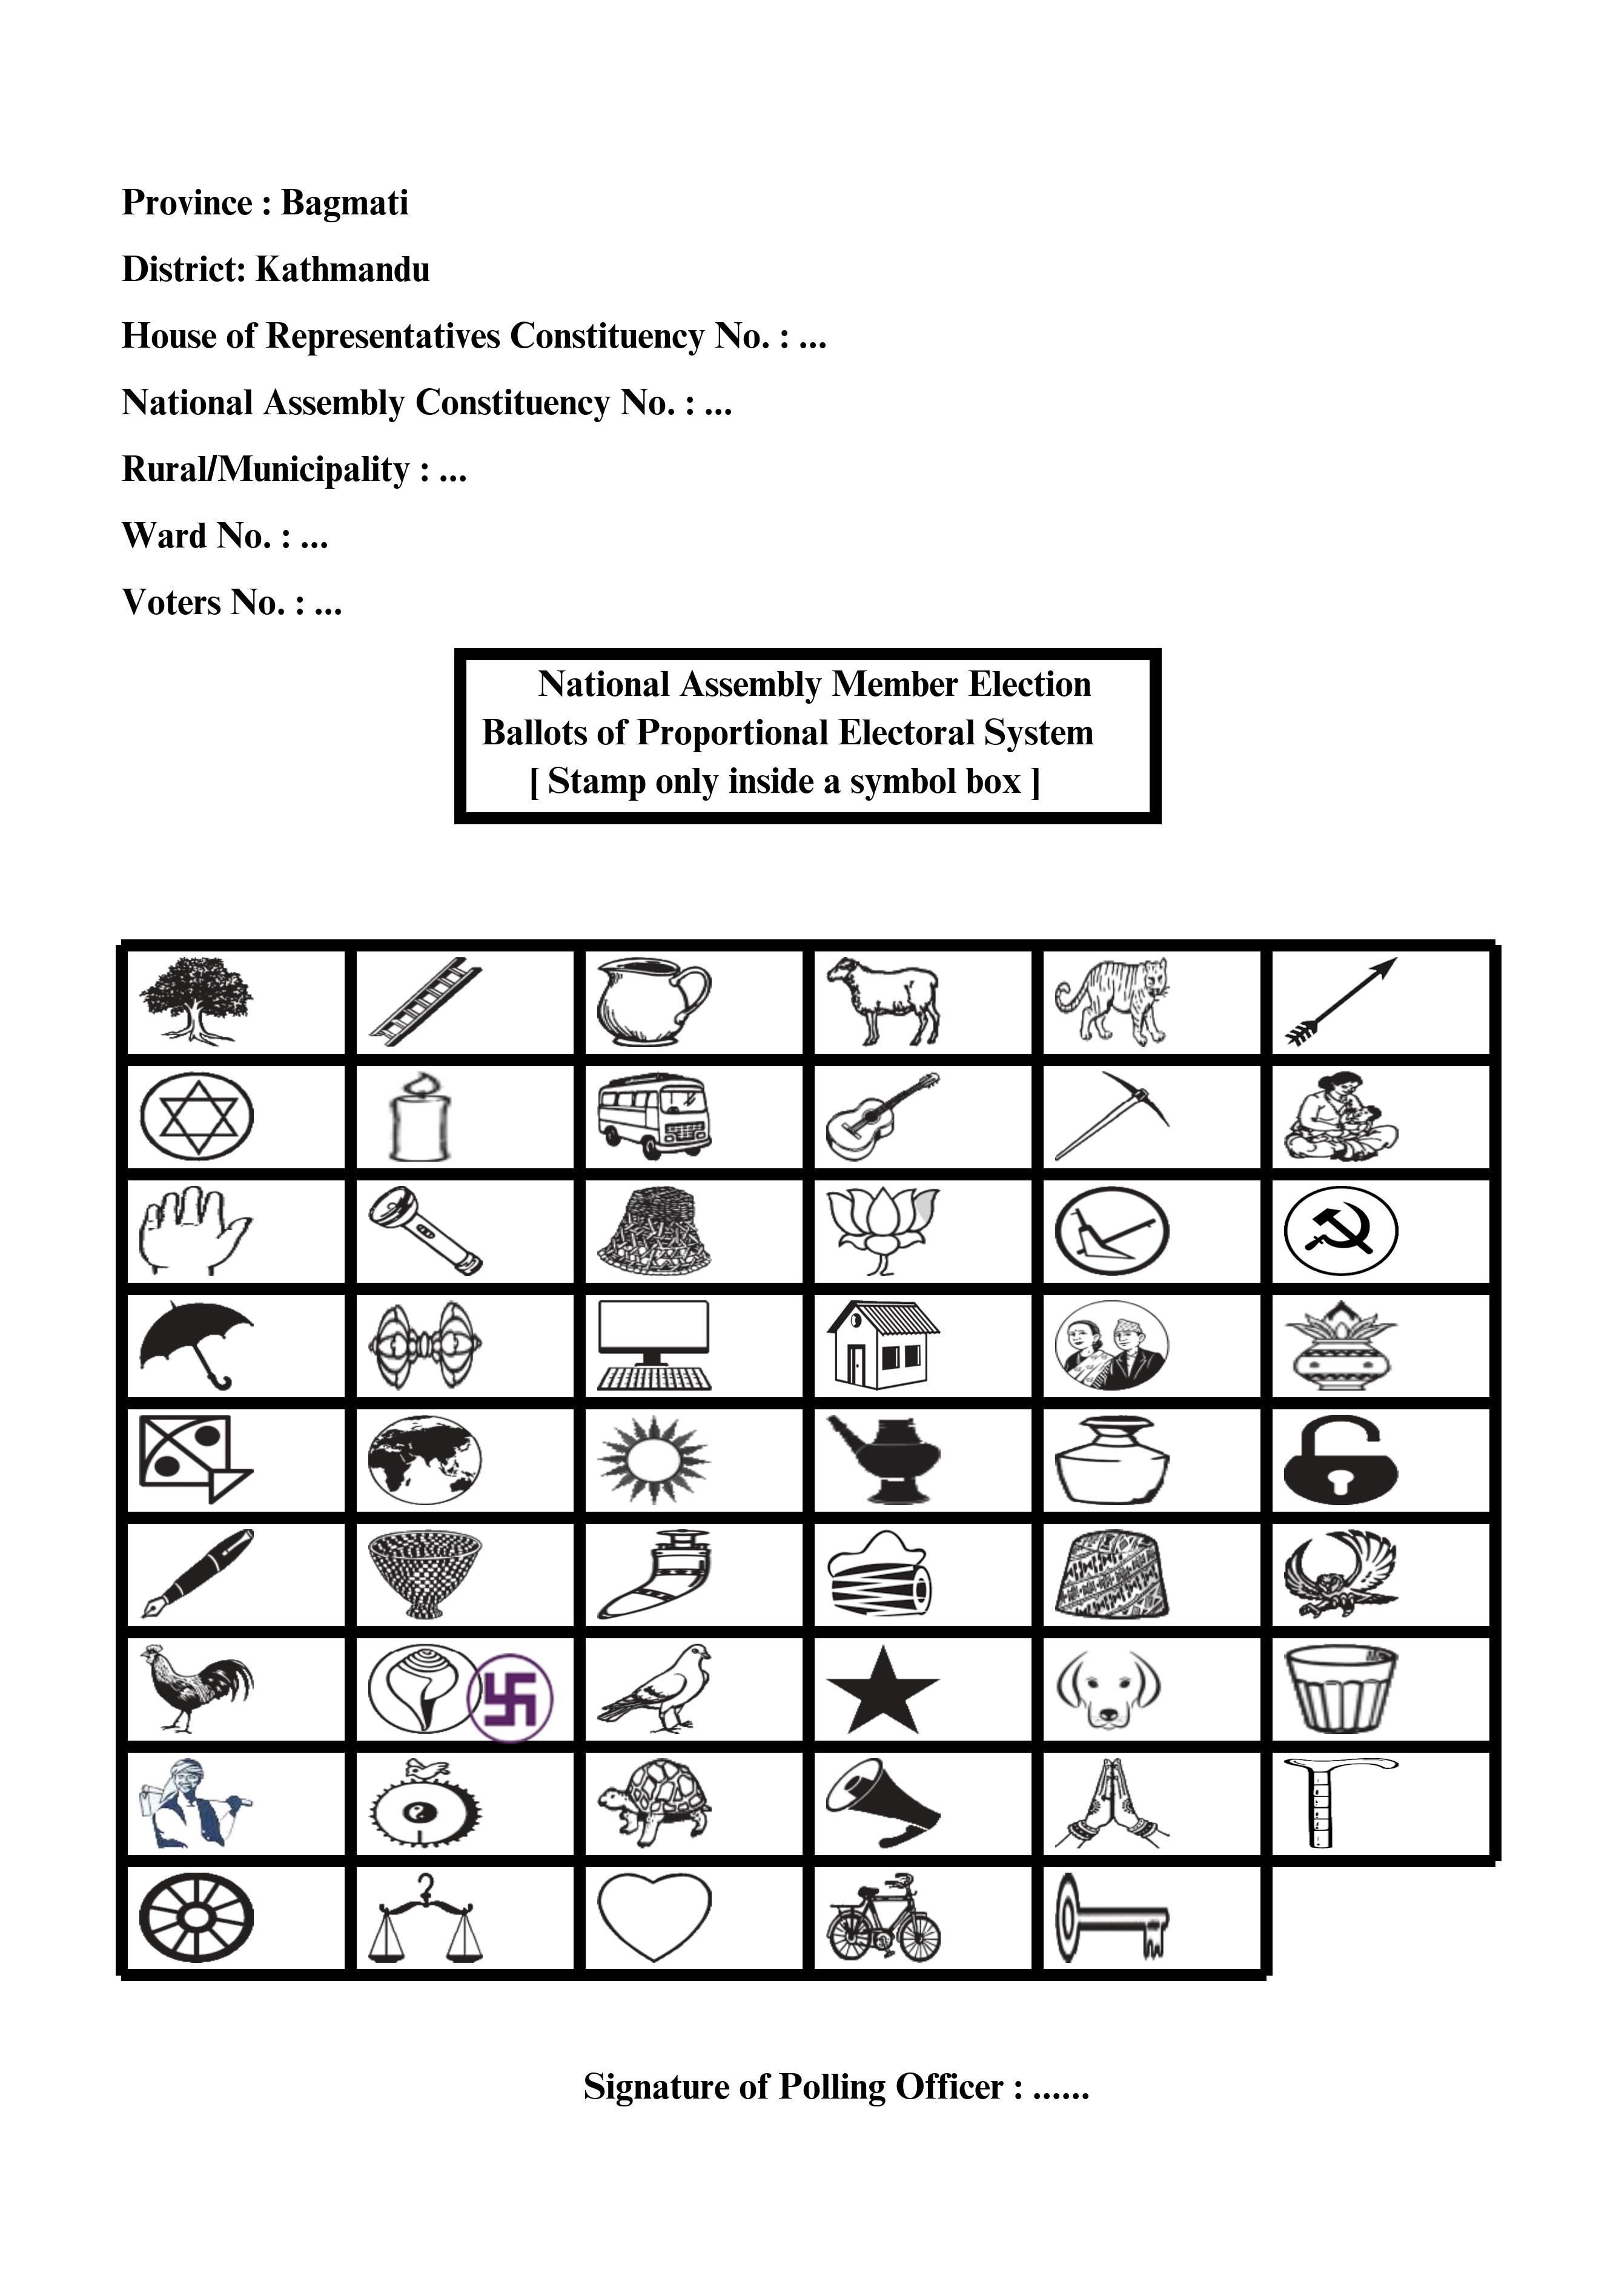 Province : Bagmati
District: Kathmandu
House of Representatives Constituency No. : ...
National Assembly Constituency No. : ...
Rural/Municipality : ...
Ward No. : ...
Voters No. : ...
National Assembly Member Election
Ballots of Proportional Electoral System
[ Stamp only inside a symbol box ]
Signature of Polling Officer : ......